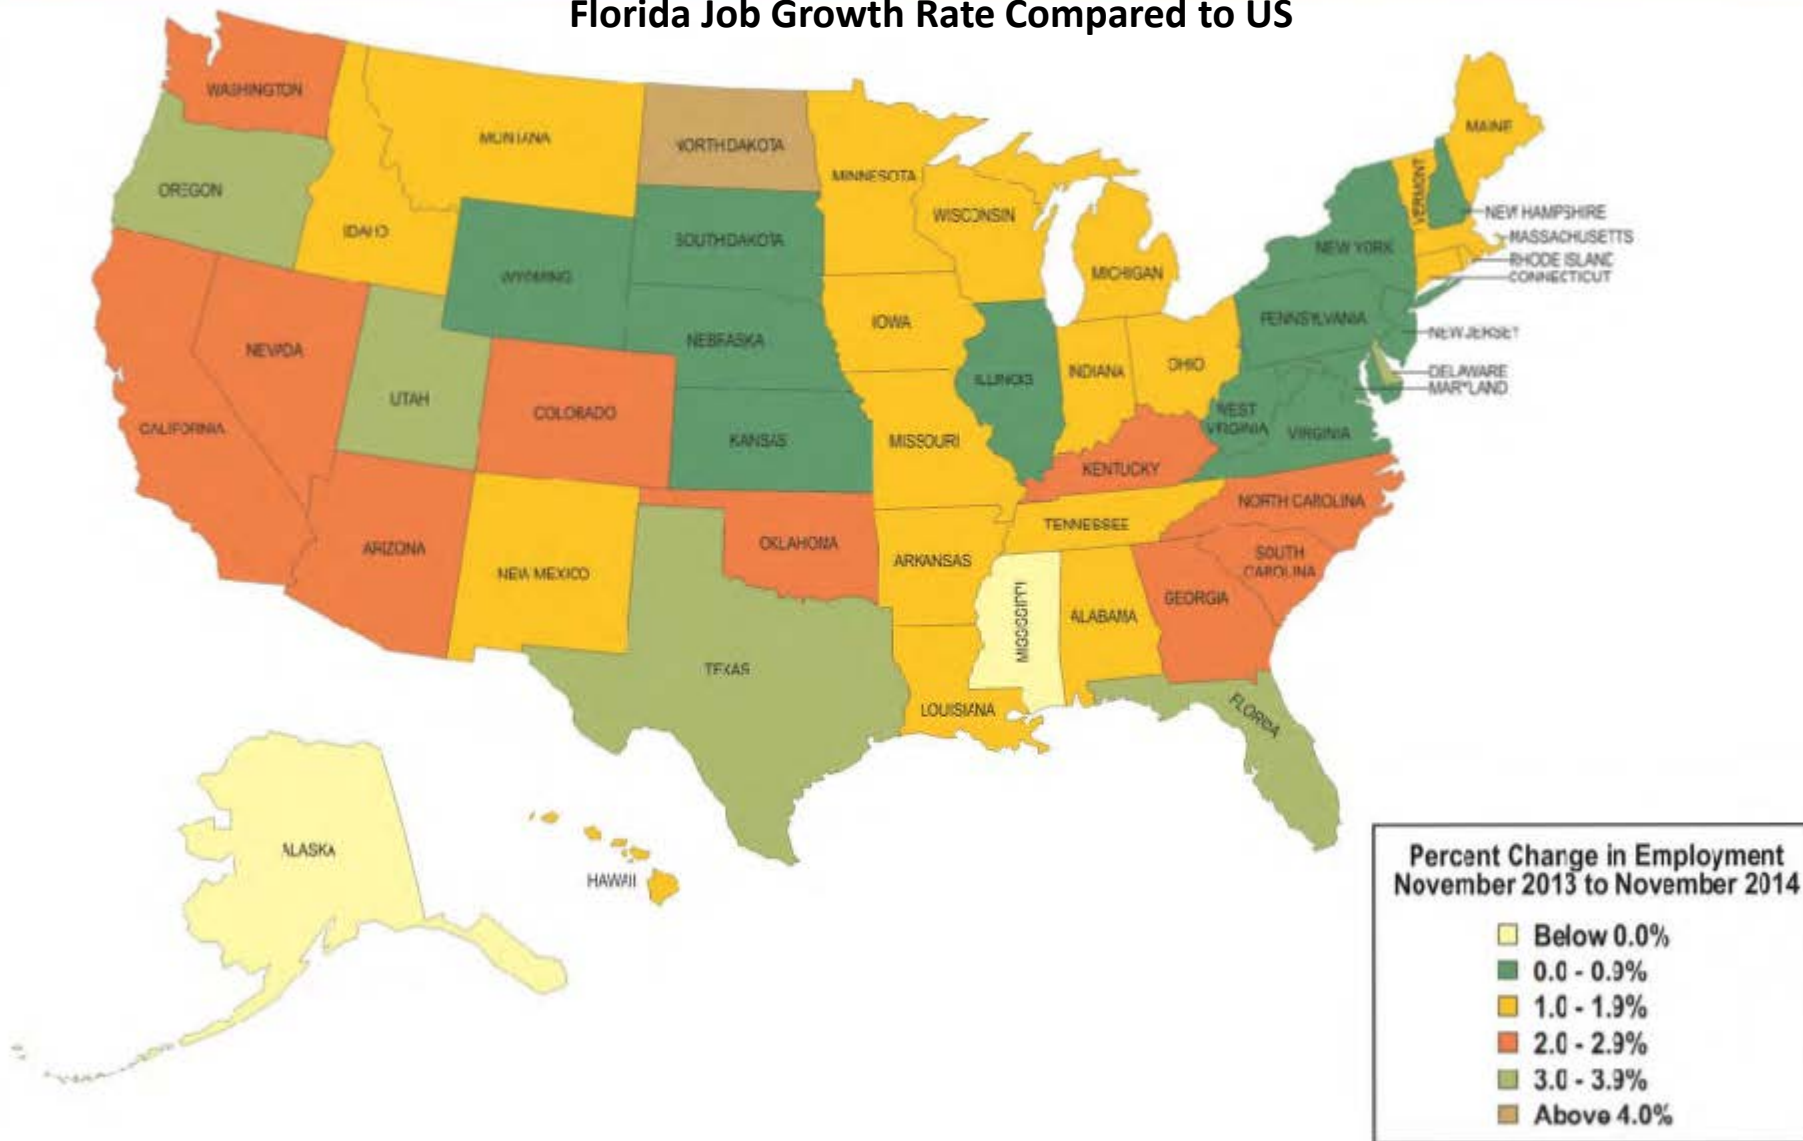 Florida Job Growth Rate Compared to US
WASHINGTON
MONTANA
NORTH DAKOTA
MINNESOTA
MAINE
OREGON
IDAHO
WYOMING
SOUTH DAKOTA
WISCONSIN
MICHIGAN
VERMONT
NEW HAMPSHIRE
MASSACHUSETTS
RHODE ISLAND
CONNECTICUT
NEW YORK
NEVADA
UTAH
COLORADO
NEBRASKA
IOWA
ILLINOIS
INDIANA
OHIO
PENNSYLVANIA
NEW JERSEY
DELAWARE
MARYLAND
CALIFORNIA
KANSAS
MISSOURI
KENTUCKY
WEST
VIRGINIA
VIRGINIA
ARIZONA
NEW MEXICO
OKLAHOMA
ARKANSAS
TENNESSEE
NORTH CAROLINA
SOUTH
CAROLINA
TEXAS
LOUISIANA
MISSISSIPPI
ALABAMA
GEORGIA
FLORIDA
ALASKA
HAWAII
Percent Change in Employment
November 2013 to November 2014
Below 0.0%
0.0 - 0.9%
1.0 - 1.9%
2.0 - 2.9%
3.0 - 3.9%
Above 4.0%